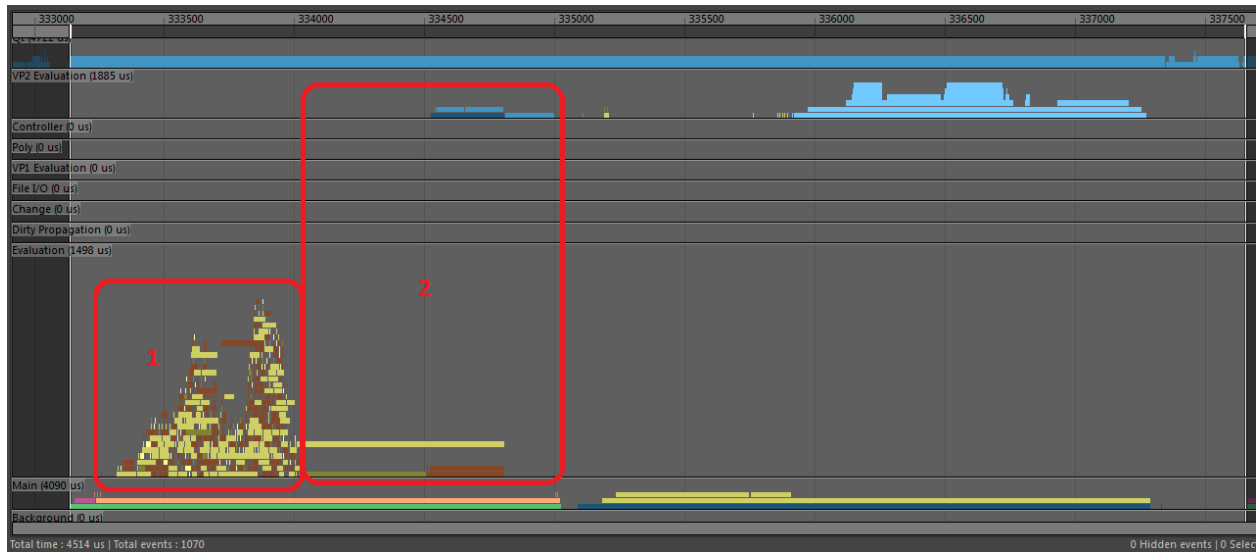 333000 333500 334000 334500 335000 335500 336000 336500 337000 337500
Qt (4722 us)
VP2 Evaluation (1885 us)
Controller (0 us)
Poly (0 us)
VP1 Evaluation (0 us)
File I/O (0 us)
Change (0 us)
Dirty Propagation (0 us)
Evaluation (1498 us)
2
1
Main (4090 us)
Background (0 us)
Total time : 4514 us | Total events : 1070 0 Hidden events | 0 Selec